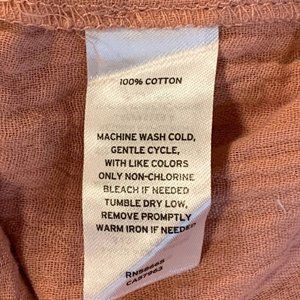 100% COTTON
MACHINE WASH COLD,
GENTLE CYCLE,
WITH LIKE COLORS
ONLY NON-CHLORINE
BLEACH IF NEEDED
TUMBLE DRY LOW,
REMOVE PROMPTLY
WARM IRON IF NEEDED